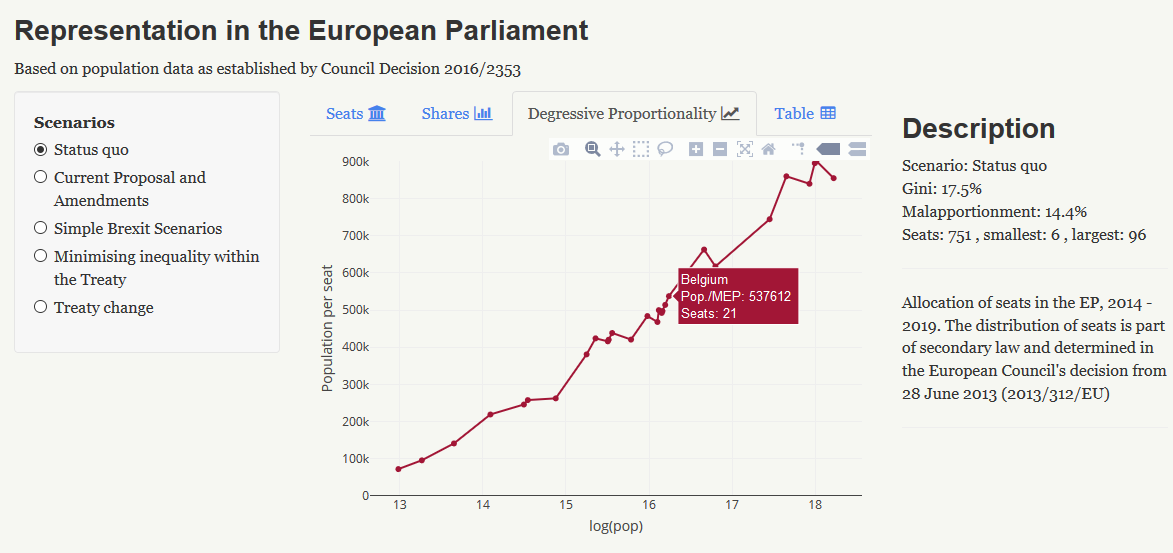 Representation in the European Parliament
Based on population data as established by Council Decision 2016/2353
Scenarios
Status quo
Current Proposal and
Amendments
Simple Brexit Scenarios
Minimising inequality within
the Treaty
Treaty change
Seats
Shares
Degressive Proportionality
Table
900k
800k
700k
600k
500k
400k
300k
200k
100k
0
Population per seat
Belgium
Pop./MEP: 537612
Seats: 21
13
14
15
16
17
18
log(pop)
Description
Scenario: Status quo
Gini: 17.5%
Malapportionment: 14.4%
Seats: 751 , smallest: 6 , largest: 96
Allocation of seats in the EP, 2014 -
2019. The distribution of seats is part
of secondary law and determined in
the European Council's decision from
28 June 2013 (2013/312/EU)